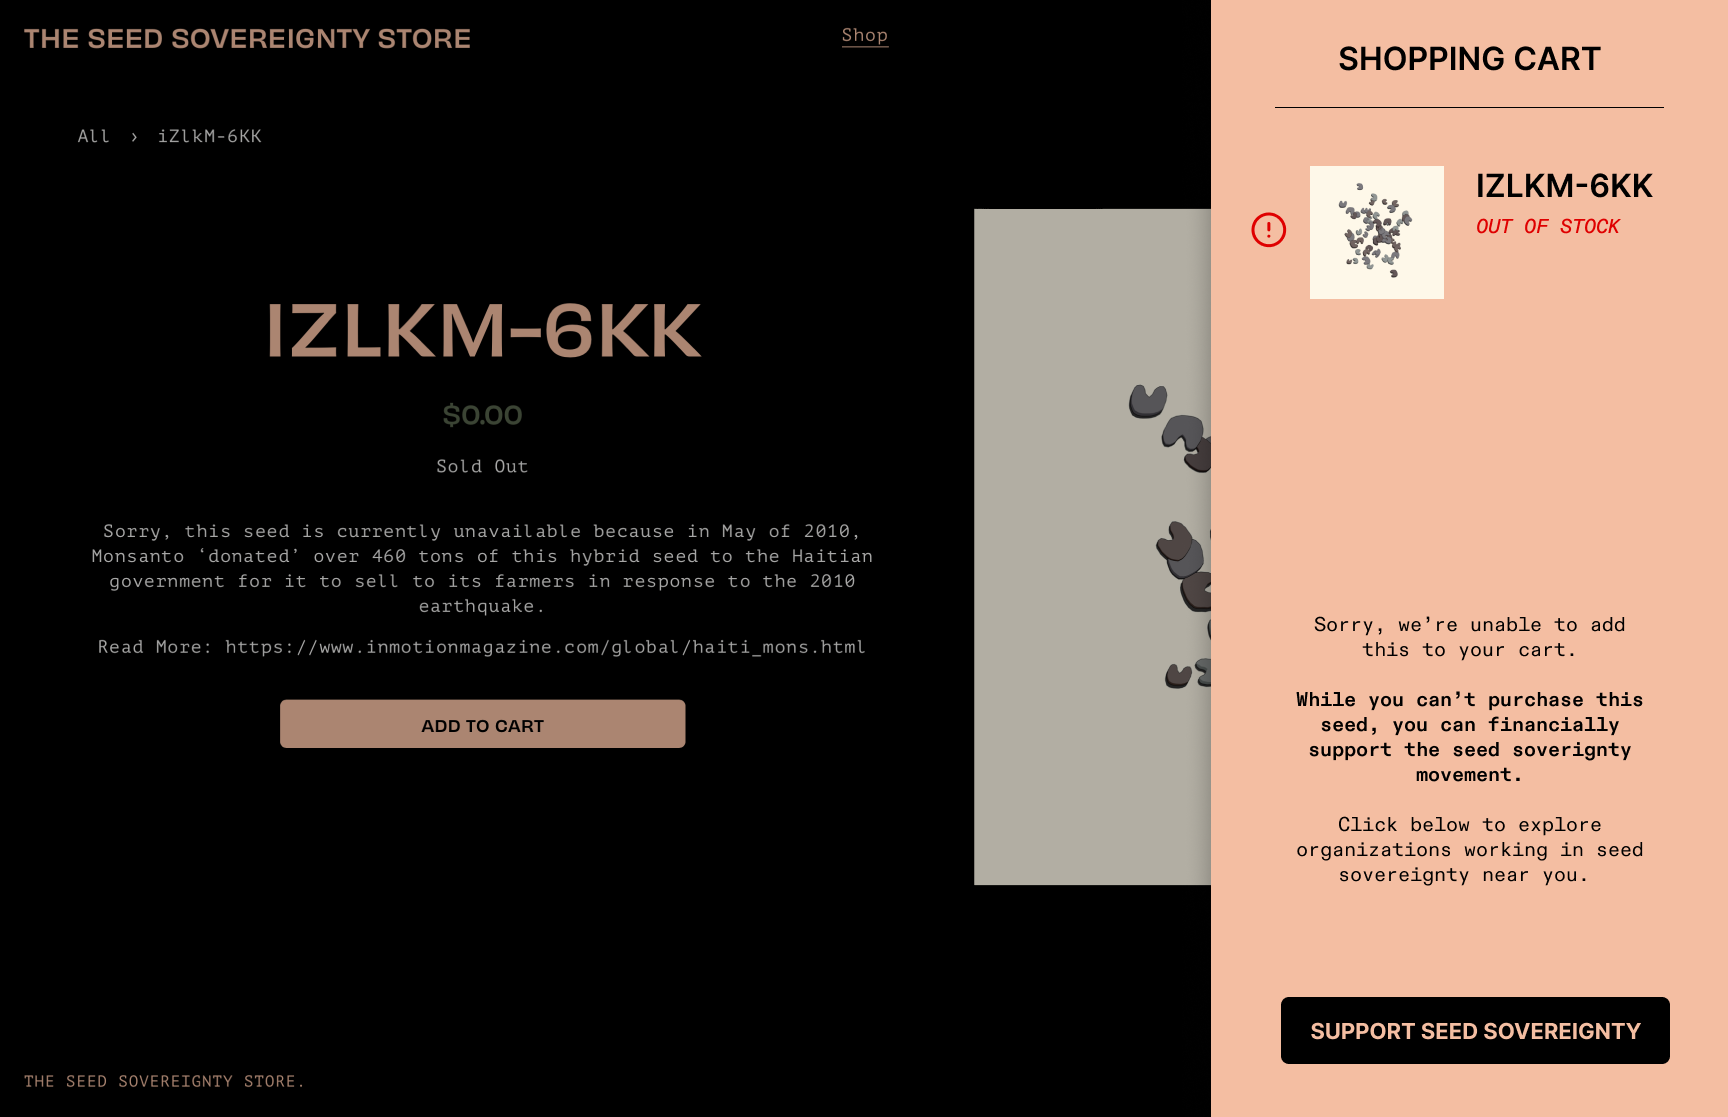 THE SEED SOVEREIGNTY STORE
Shop
All › iZlkM-6KK
IZLKM-6KK
$0.00
Sold Out
Sorry, this seed is currently unavailable because in May of 2010,
Monsanto ‘donated’ over 460 tons of this hybrid seed to the Haitian
government for it to sell to its farmers in response to the 2010
earthquake.
Read More: https://www.inmotionmagazine.com/global/haiti_mons.html
ADD TO CART
THE SEED SOVEREIGNTY STORE.
SHOPPING CART
IZLKM-6KK
OUT OF STOCK
Sorry, we’re unable to add
this to your cart.
While you can’t purchase this
seed, you can financially
support the seed soverignty
movement.
Click below to explore
organizations working in seed
sovereignty near you.
SUPPORT SEED SOVEREIGNTY